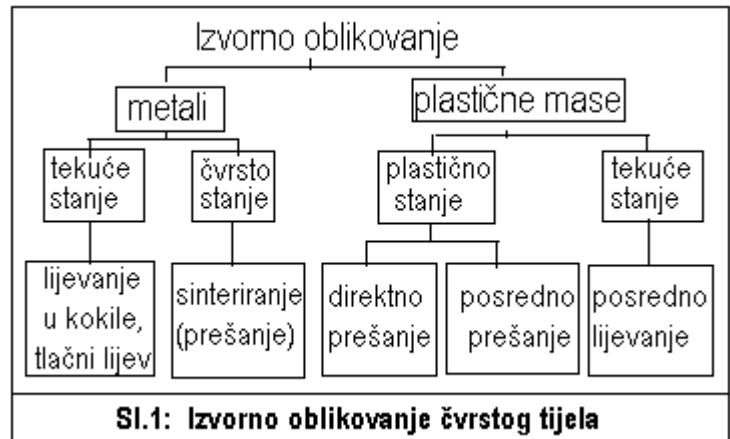 Izvorno oblikovanje
metali
plastične mase
tekuće
stanje
čvrsto
stanje
plastično
stanje
tekuće
stanje
lijevanje
u kokile,
tlačni lijev
sinteriranje
(prešanje)
direktno
prešanje
posredno
prešanje
posredno
lijevanje
Sl.1: Izvorno oblikovanje čvrstog tijela